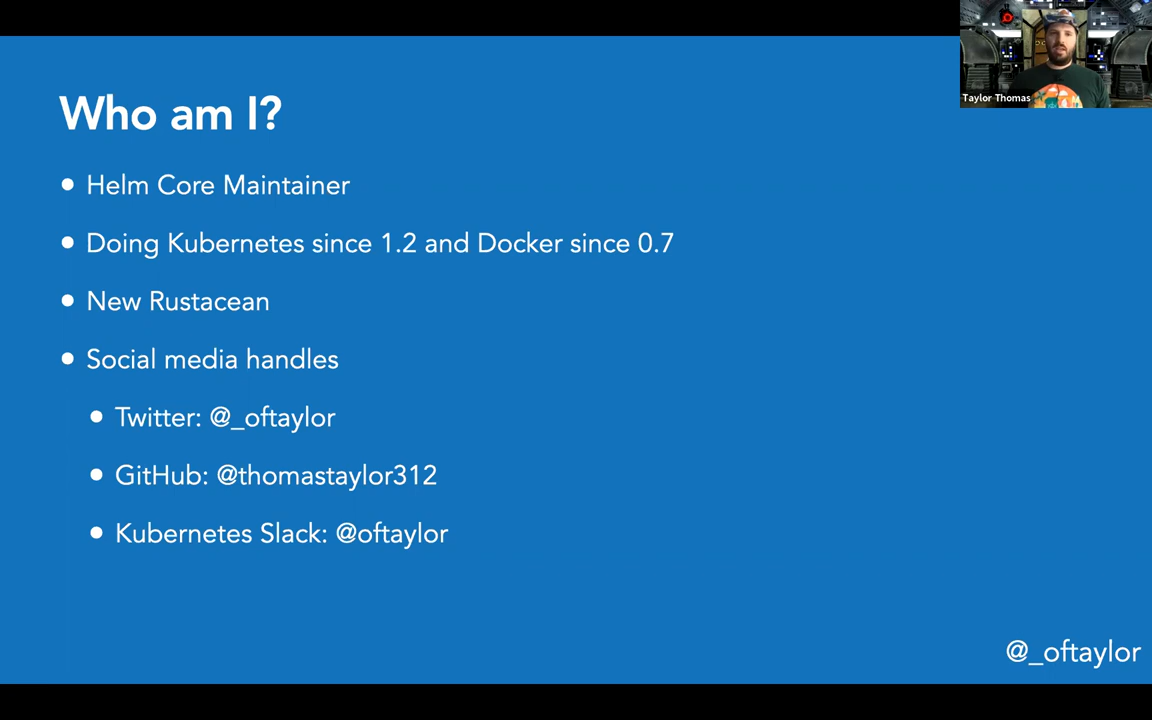 Taylor Thomas
Who am I?
• Helm Core Maintainer
• Doing Kubernetes since 1.2 and Docker since 0.7
• New Rustacean
• Social media handles
• Twitter: @_oftaylor
• GitHub: @thomastaylor312
• Kubernetes Slack: @oftaylor
@_oftaylor